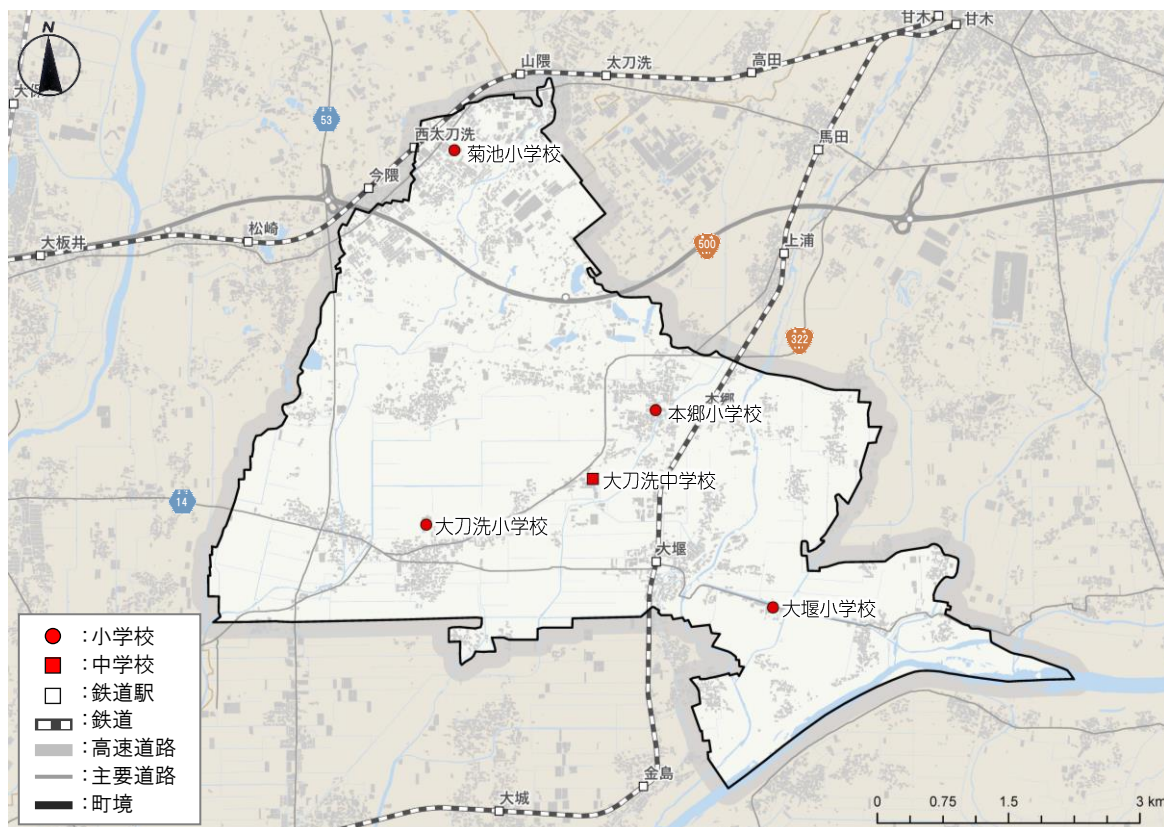 N
甘木
甘木
山隈
太刀洗
高田
53
西太刀洗
菊池小学校
馬田
今隈
松崎
大板井
500
上浦
322
本郷
本郷小学校
大刀洗中学校
14
大刀洗小学校
大堰
大堰小学校
:小学校
:中学校
:鉄道駅
:鉄道
:高速道路
:主要道路
:町境
金島
大城
0 0.75 1.5 3 km